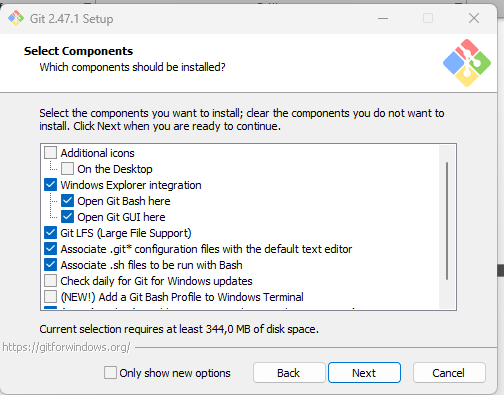 Git 2.47.1 Setup
Select Components
Which components should be installed?
Select the components you want to install; clear the components you do not want to
install. Click Next when you are ready to continue.
Additional icons
On the Desktop
Windows Explorer integration
Open Git Bash here
Open Git GUI here
Git LFS (Large File Support)
Associate .git* configuration files with the default text editor
Associate .sh files to be run with Bash
Check daily for Git for Windows updates
(NEW!) Add a Git Bash Profile to Windows Terminal
Current selection requires at least 344,0 MB of disk space.
https://gitforwindows.org/
Only show new options
Back
Next
Cancel